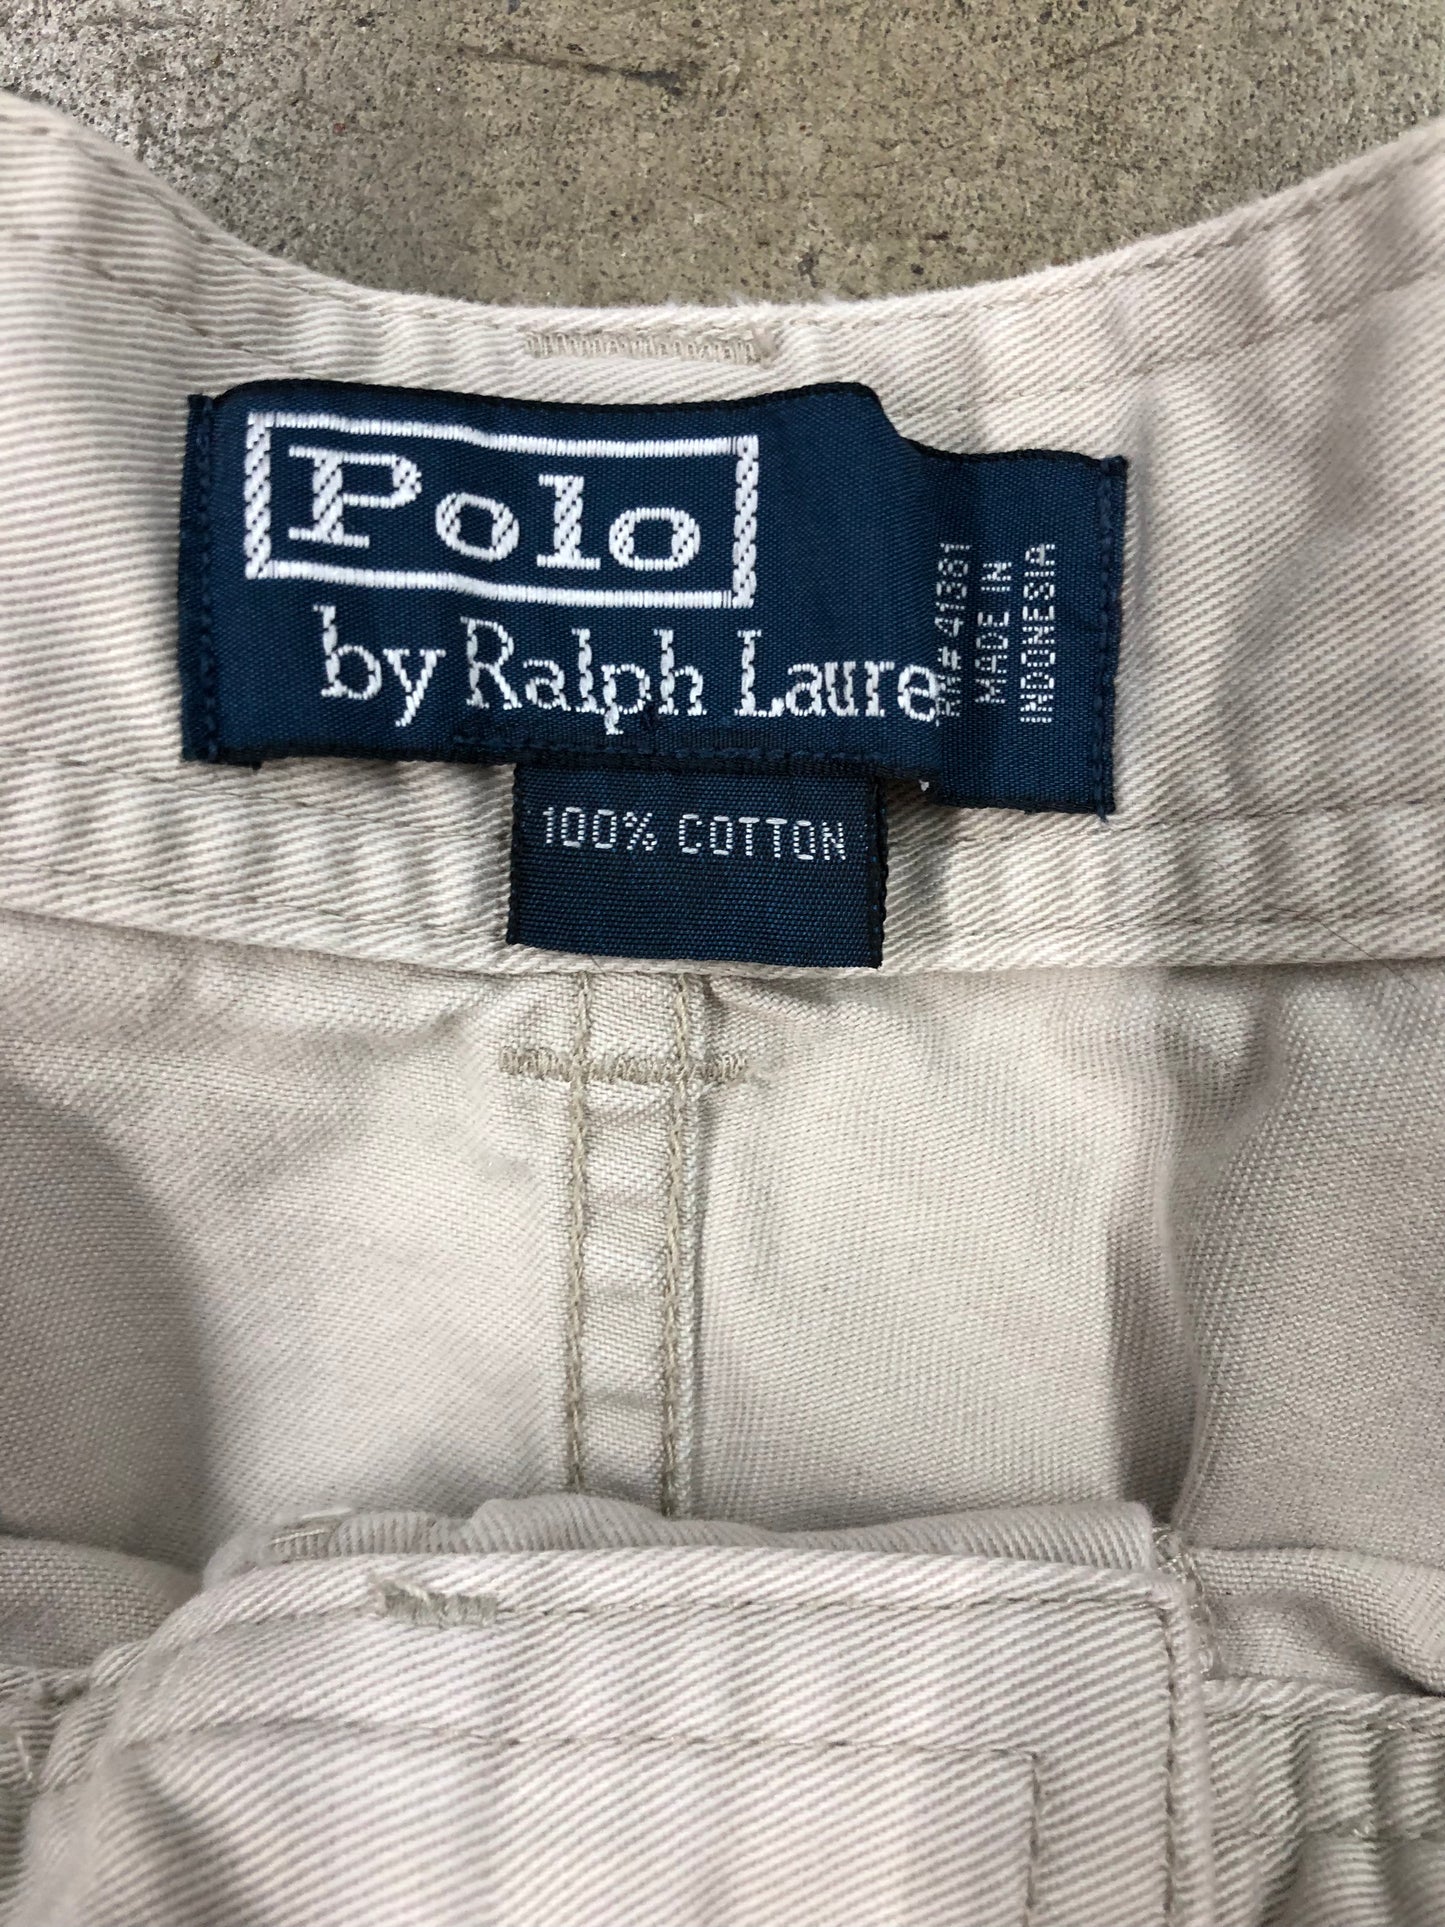 Polo
by Ralph Laure
RN# 41381
MADE IN
INDONESIA
100% COTTON